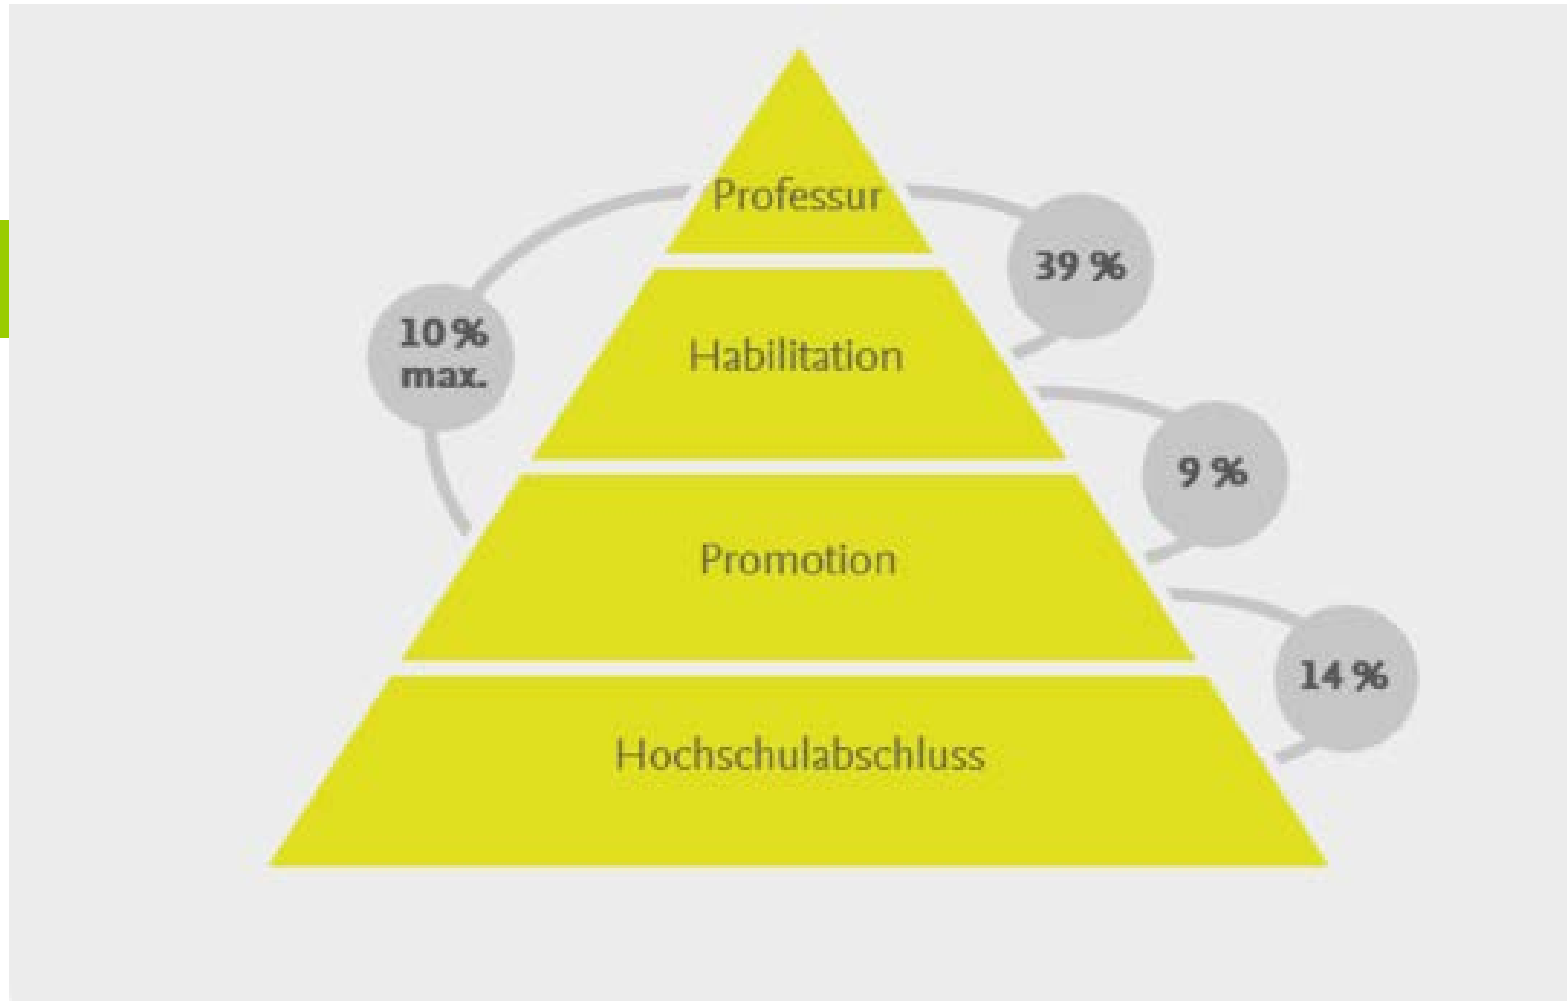 Professur
39 %
10 %
max.
Habilitation
9 %
Promotion
14 %
Hochschulabschluss